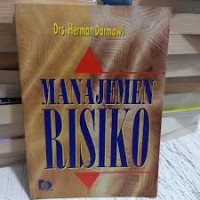 Drs. Herman Darmawi
MANAJEMEN
RISIKO